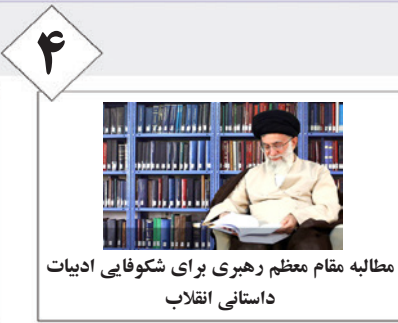 ۴
مطالبه مقام معظم رهبری برای شکوفایی ادبیات
داستانی انقلاب